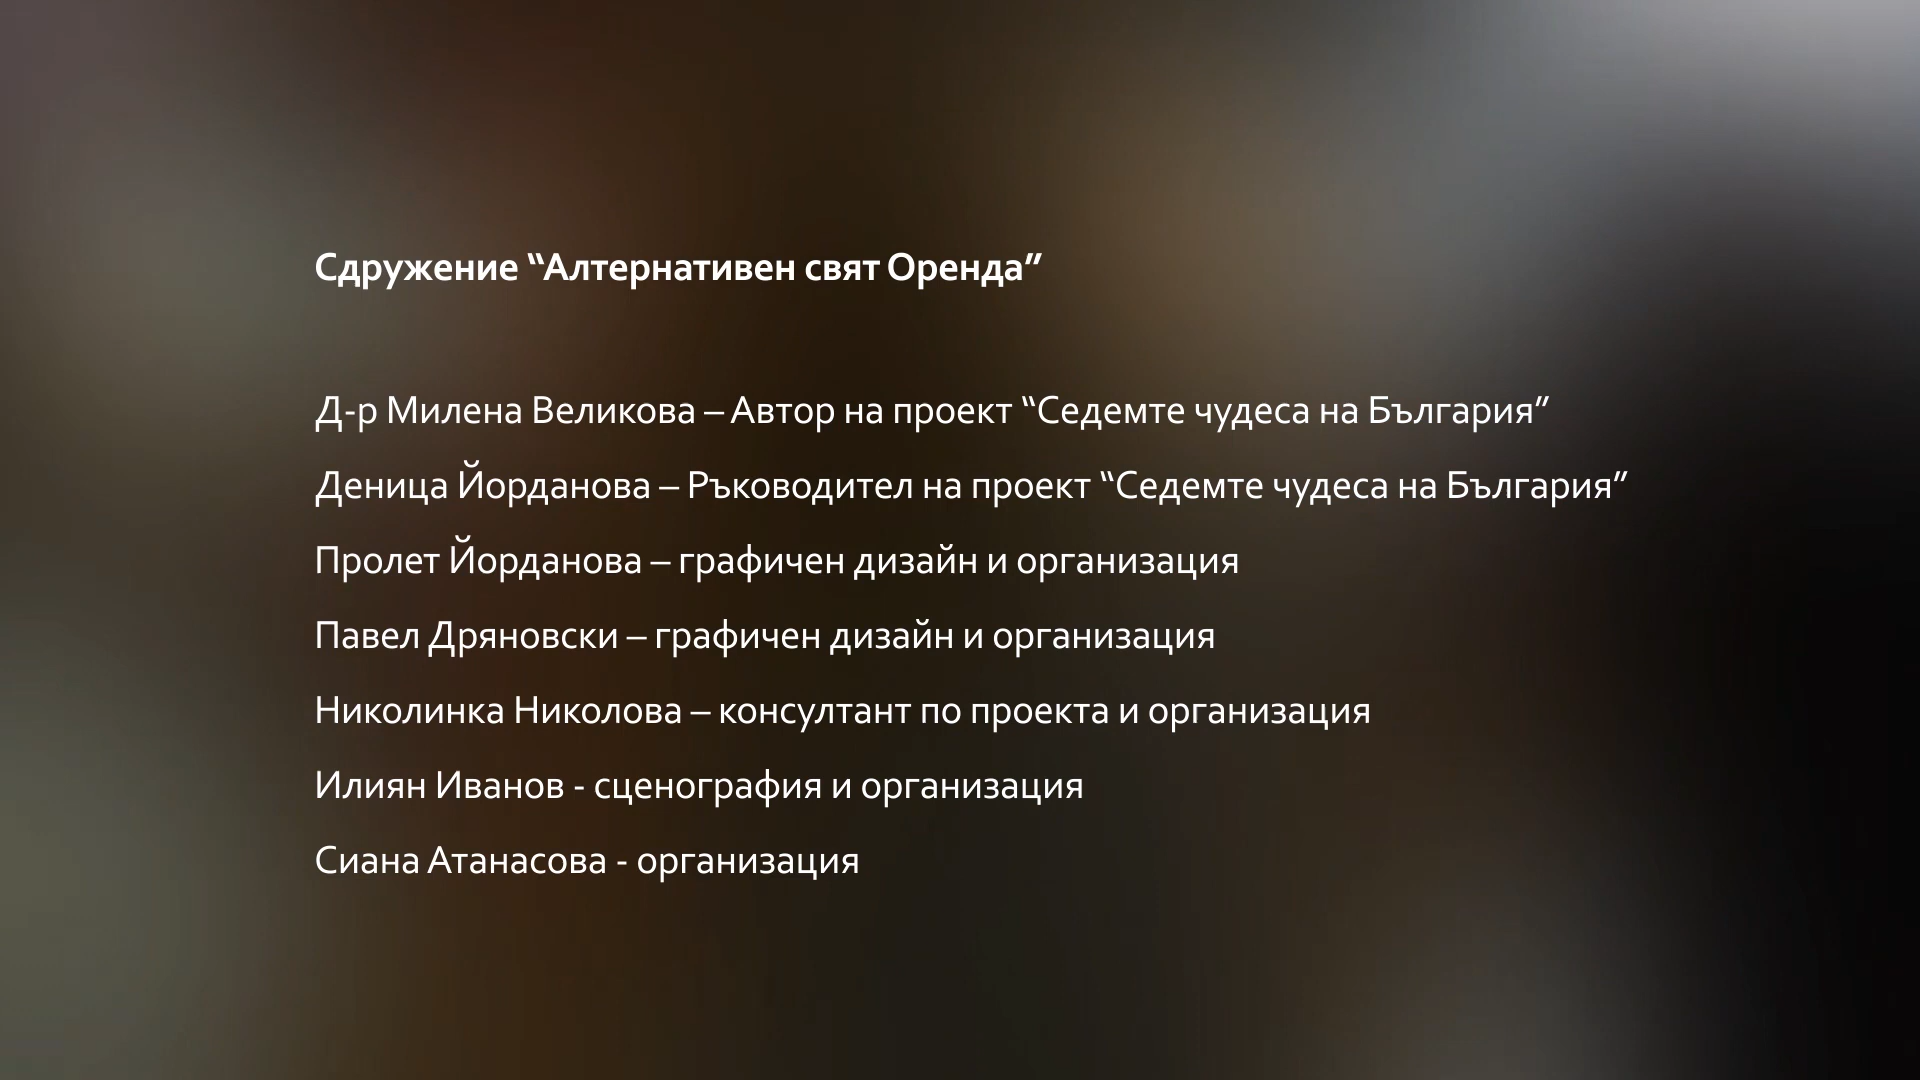 Сдружение “Алтернативен свят Оренда”
Д-р Милена Великова – Автор на проект “Седемте чудеса на България”
Деница Йорданова – Ръководител на проект “Седемте чудеса на България”
Пролет Йорданова – графичен дизайн и организация
Павел Дряновски – графичен дизайн и организация
Николинка Николова – консултант по проекта и организация
Илиян Иванов - сценография и организация
Сиана Атанасова - организация